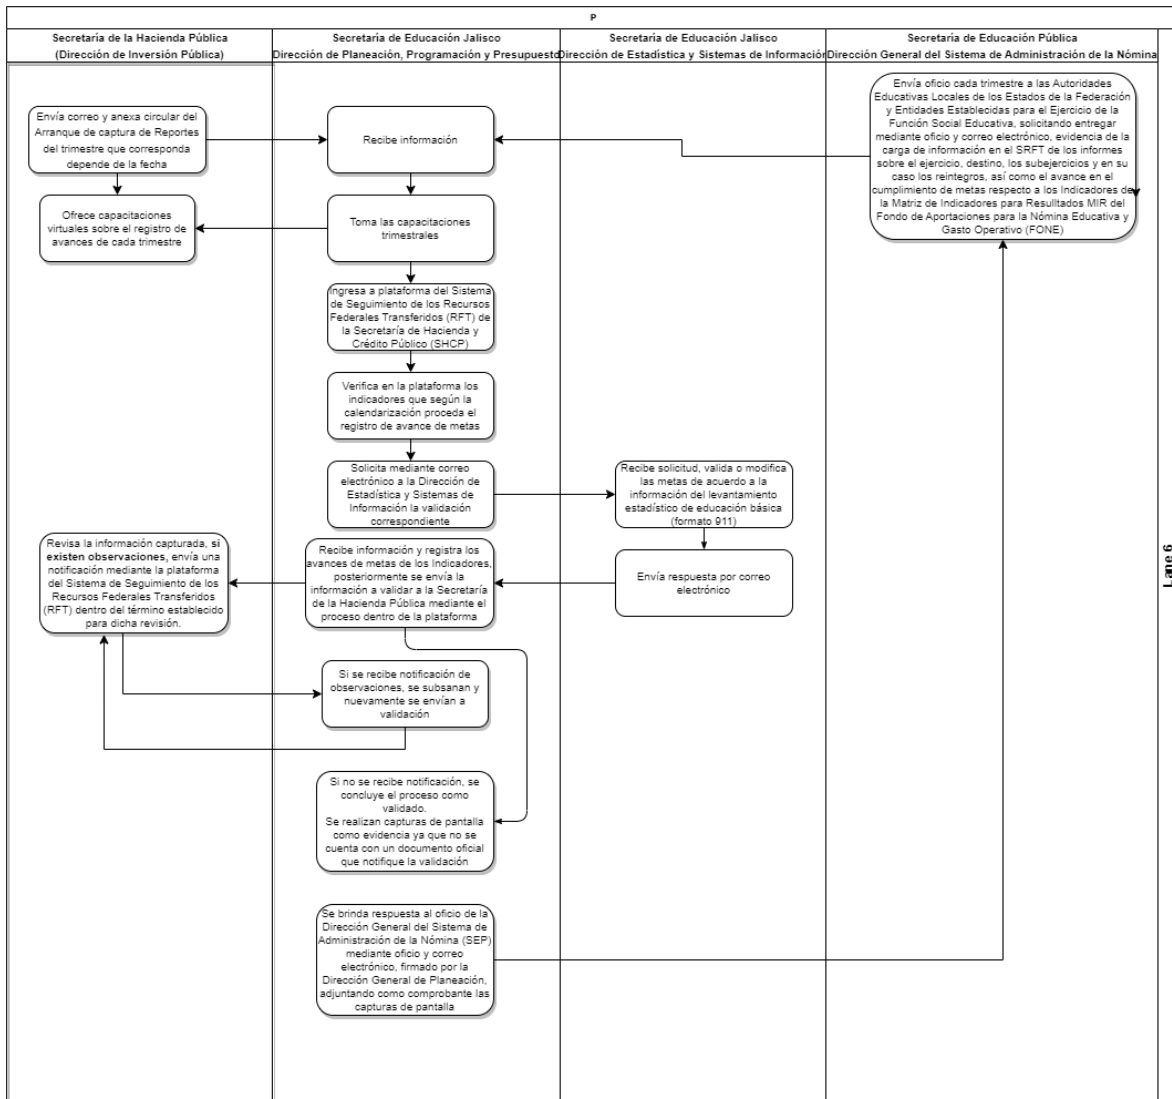 P
Secretaría de la Hacienda Pública
(Dirección de Inversión Pública)
Secretaría de Educación Jalisco
Dirección de Planeación, Programación y Presupuesto
Secretaría de Educación Jalisco
Dirección de Estadística y Sistemas de Información
Secretaría de Educación Pública
Dirección General del Sistema de Administración de la Nómina
Envía correo y anexa circular del
Arranque de captura de Reportes
del trimestre que corresponda
depende de la fecha
Recibe información
Envía oficio cada trimestre a las Autoridades
Educativas Locales de los Estados de la Federación
y Entidades Establecidas para el Ejercicio de la
Función Social Educativa, solicitando entregar
mediante oficio y correo electrónico, evidencia de la
carga de información en el SRFT de los informes
sobre el ejercicio, destino, los subejercicios y en su
caso los reintegros, así como el avance en el
cumplimiento de metas respecto a los Indicadores de
la Matriz de Indicadores para Resulltados MIR del
Fondo de Aportaciones para la Nómina Educativa y
Gasto Operativo (FONE)
Ofrece capacitaciones
virtuales sobre el registro de
avances de cada trimestre
Toma las capacitaciones
trimestrales
Ingresa a plataforma del Sistema
de Seguimiento de los Recursos
Federales Transferidos (RFT) de
la Secretaría de Hacienda y
Crédito Público (SHCP)
Verifica en la plataforma los
indicadores que según la
calendarización proceda el
registro de avance de metas
Solicita mediante correo
electrónico a la Dirección de
Estadística y Sistemas de
Información la validación
correspondiente
Recibe solicitud, valida o modifica
las metas de acuerdo a la
información del levantamiento
estadístico de educación básica
(formato 911)
Revisa la información capturada, si
existen observaciones, envía una
notificación mediante la plataforma
del Sistema de Seguimiento de los
Recursos Federales Transferidos
(RFT) dentro del término establecido
para dicha revisión.
Recibe información y registra los
avances de metas de los Indicadores,
posteriormente se envía la
información a validar a la Secretaría
de la Hacienda Pública mediante el
proceso dentro de la plataforma
Envía respuesta por correo
electrónico
Lane 6
Si se recibe notificación de
observaciones, se subsanan y
nuevamente se envían a
validación
Si no se recibe notificación, se
concluye el proceso como
validado.
Se realizan capturas de pantalla
como evidencia ya que no se
cuenta con un documento oficial
que notifique la validación
Se brinda respuesta al oficio de la
Dirección General del Sistema de
Administración de la Nómina (SEP)
mediante oficio y correo
electrónico, firmado por la
Dirección General de Planeación,
adjuntando como comprobante las
capturas de pantalla